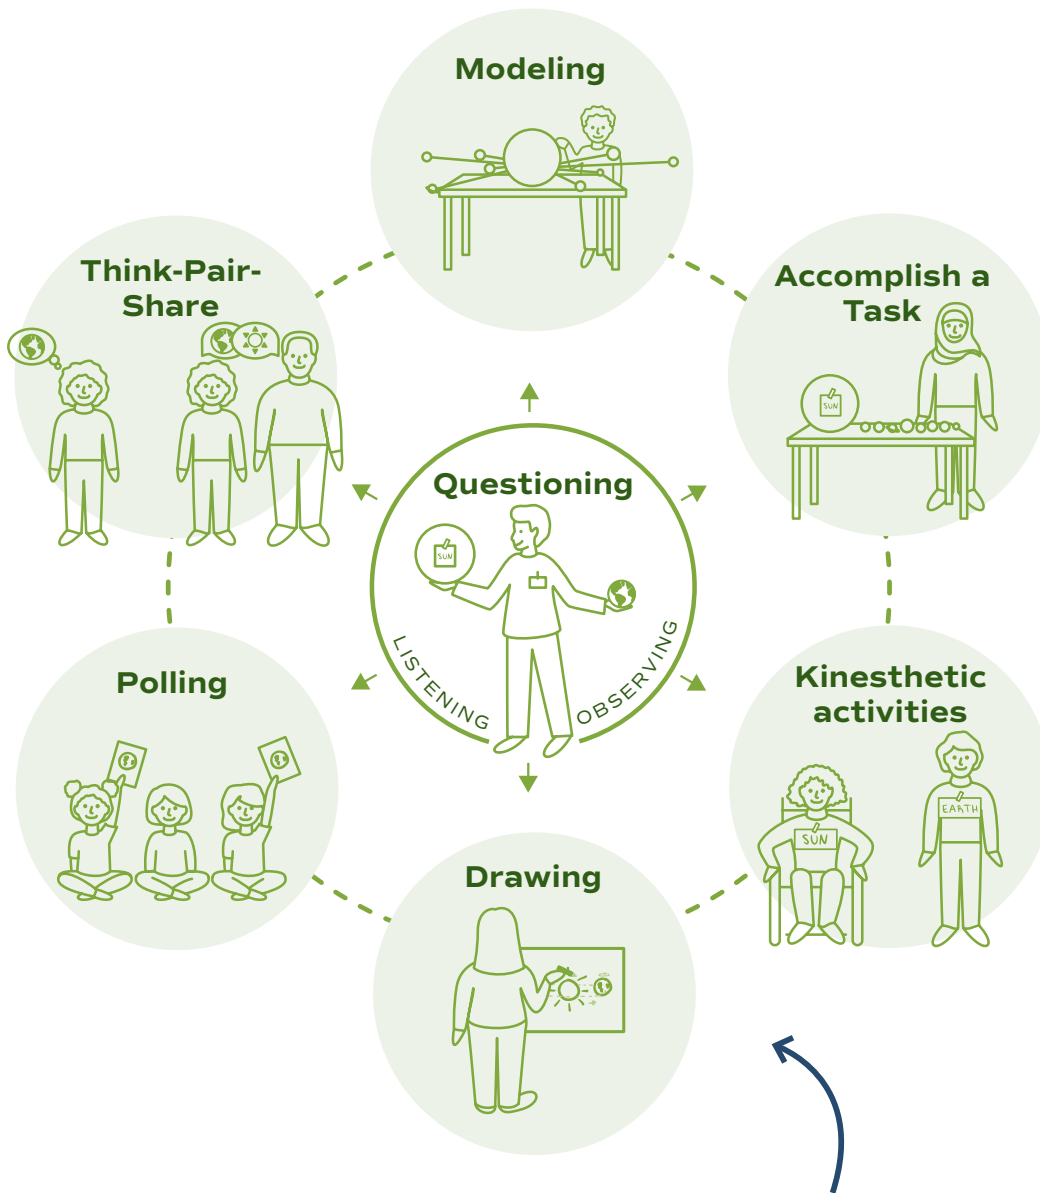 Modeling
Think-Pair-
Share
Accomplish a
Task
SUN
Questioning
SUN
LISTENING
OBSERVING
Polling
Kinesthetic
activities
SUN
EARTH
Drawing